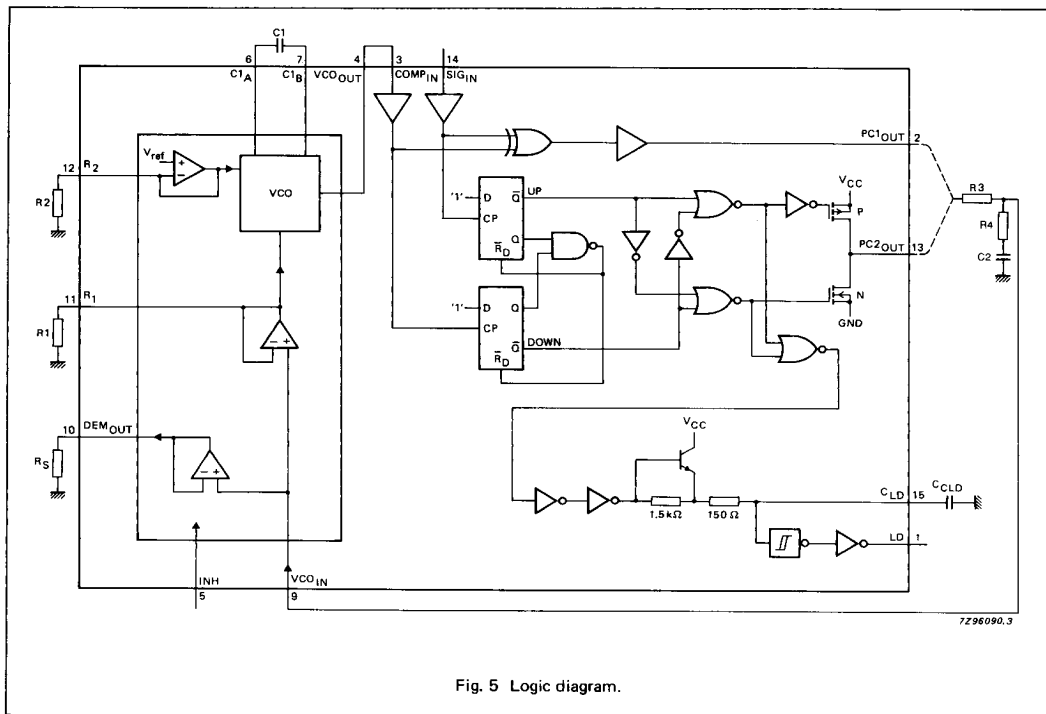 C1
6 7 4 3 14
C1A C1B VCOOUT COMPIN SIGIN
PC1OUT 2
Vref
+
−
12 R2
R2
VCO
VCC
P
R3
R4
C2
'1' D Q̅ UP
CP
Q
R̅D
PC2OUT 13
N
GND
11 R1
R1
− +
'1' D Q
CP
Q̅ DOWN
R̅D
10 DEMOUT
RS
− +
VCC
1.5kΩ 150 Ω
CLD 15
CCLD
LD 1
INH
5
VCOIN
9
7Z96090.3
Fig. 5 Logic diagram.